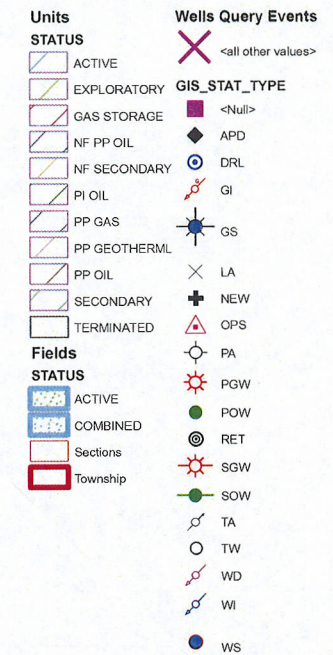 Units
STATUS
ACTIVE
EXPLORATORY
GAS STORAGE
NF PP OIL
NF SECONDARY
PI OIL
PP GAS
PP GEOTHERML
PP OIL
SECONDARY
TERMINATED
Fields
STATUS
ACTIVE
COMBINED
Sections
Township
Wells Query Events
<all other values>
GIS_STAT_TYPE
<Null>
APD
DRL
GI
GS
LA
NEW
OPS
PA
PGW
POW
RET
SGW
SOW
TA
TW
WD
WI
WS